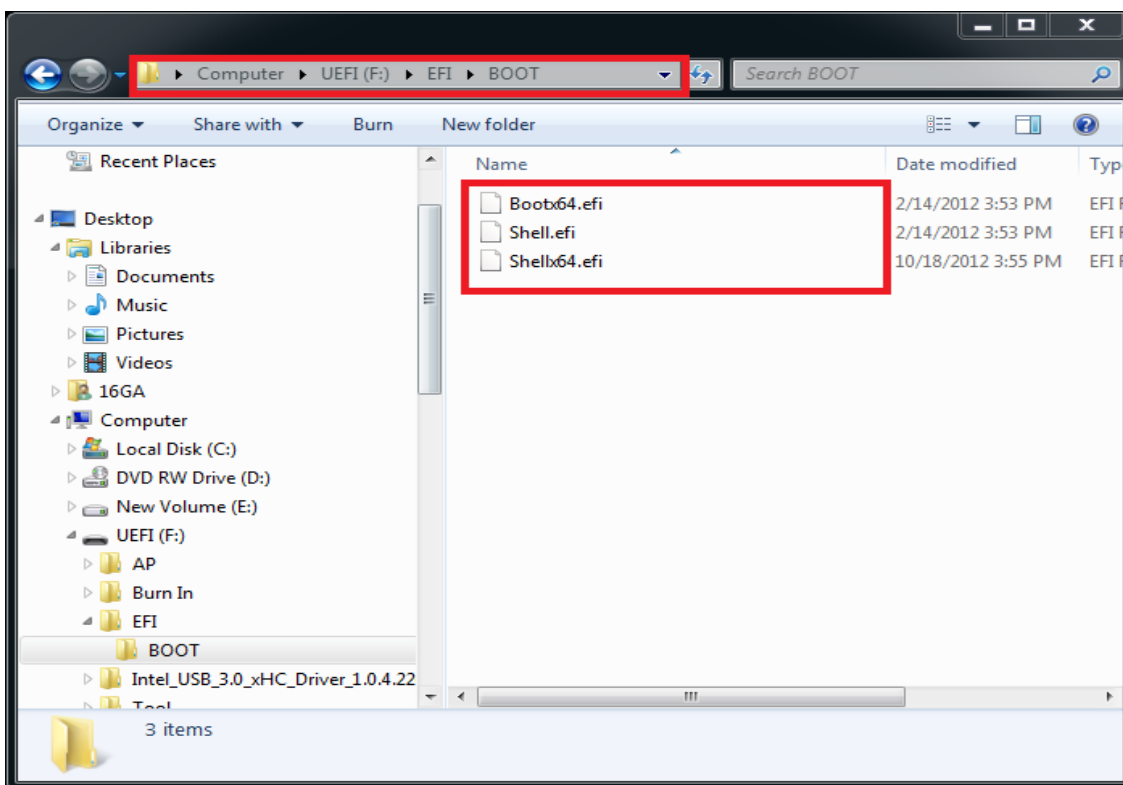 Computer ▸ UEFI (F:) ▸ EFI ▸ BOOT
Search BOOT
Organize Share with Burn New folder
Recent Places
Desktop
Libraries
Documents
Music
Pictures
Videos
16GA
Computer
Local Disk (C:)
DVD RW Drive (D:)
New Volume (E:)
UEFI (F:)
AP
Burn In
EFI
BOOT
Intel_USB_3.0_xHC_Driver_1.0.4.22
Tool
Name Date modified Typ
Bootx64.efi 2/14/2012 3:53 PM EFI F
Shell.efi 2/14/2012 3:53 PM EFI F
Shellx64.efi 10/18/2012 3:55 PM EFI F
3 items